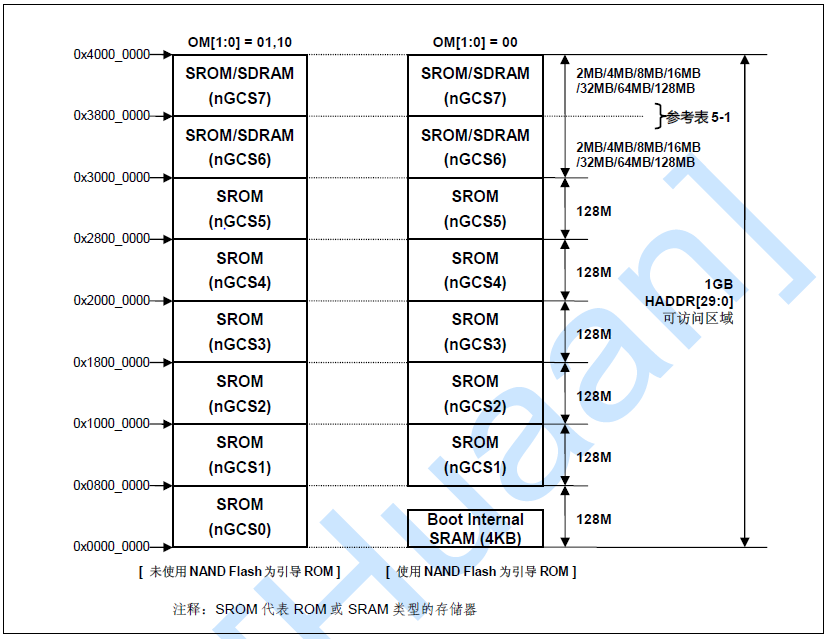 OM[1:0] = 01,10
OM[1:0] = 00
0x4000_0000
SROM/SDRAM
(nGCS7)
SROM/SDRAM
(nGCS7)
2MB/4MB/8MB/16MB
/32MB/64MB/128MB
0x3800_0000
参考表 5-1
SROM/SDRAM
(nGCS6)
SROM/SDRAM
(nGCS6)
2MB/4MB/8MB/16MB
/32MB/64MB/128MB
0x3000_0000
SROM
(nGCS5)
SROM
(nGCS5)
128M
0x2800_0000
SROM
(nGCS4)
SROM
(nGCS4)
128M
1GB
HADDR[29:0]
可访问区域
0x2000_0000
SROM
(nGCS3)
SROM
(nGCS3)
128M
0x1800_0000
SROM
(nGCS2)
SROM
(nGCS2)
128M
0x1000_0000
SROM
(nGCS1)
SROM
(nGCS1)
128M
0x0800_0000
SROM
(nGCS0)
Boot Internal
SRAM (4KB)
128M
0x0000_0000
[ 未使用 NAND Flash 为引导 ROM ]
[ 使用 NAND Flash 为引导 ROM ]
注释：SROM 代表 ROM 或 SRAM 类型的存储器
[Huaan]